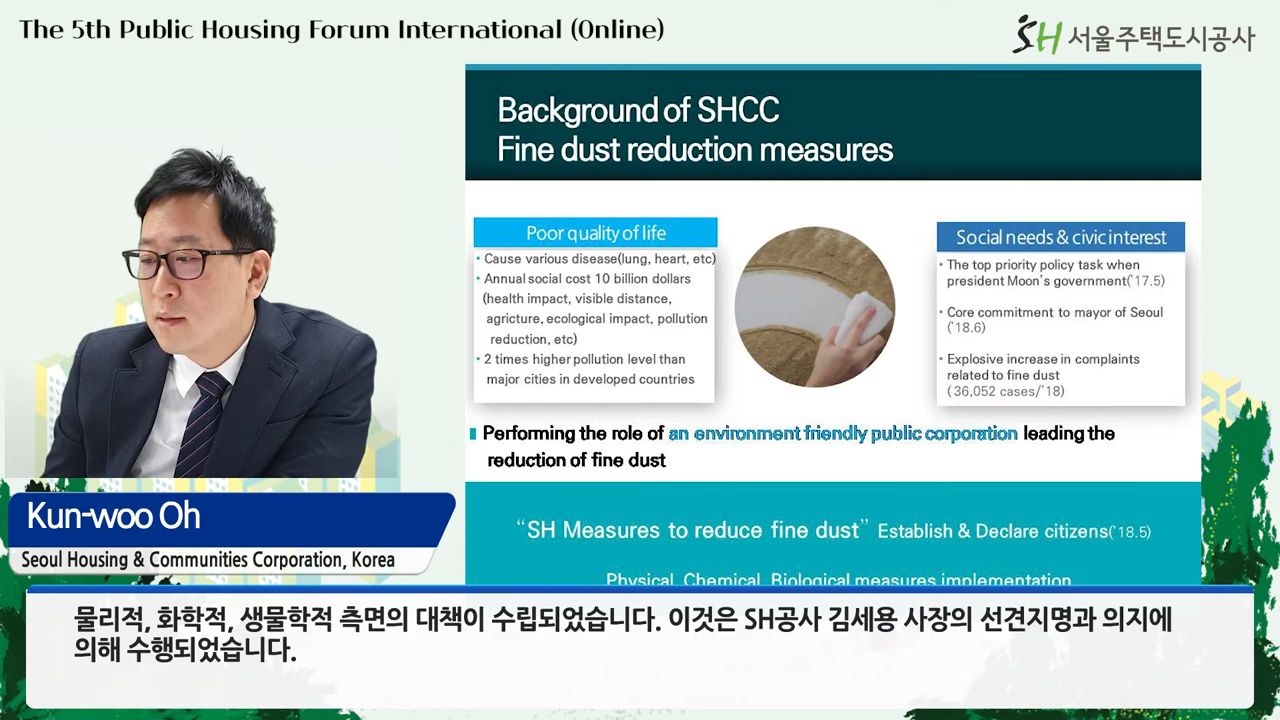 The 5th Public Housing Forum International (Online)
SH 서울주택도시공사
Background of SHCC
Fine dust reduction measures
Poor quality of life
• Cause various disease(lung, heart, etc)
• Annual social cost 10 billion dollars
(health impact, visible distance,
agricture, ecological impact, pollution
reduction, etc)
• 2 times higher pollution level than
major cities in developed countries
Social needs & civic interest
• The top priority policy task when
president Moon's government('17.5)
• Core commitment to mayor of Seoul
('18.6)
• Explosive increase in complaints
related to fine dust
(36,052 cases/'18)
Performing the role of an environment friendly public corporation leading the
reduction of fine dust
“SH Measures to reduce fine dust” Establish & Declare citizens('18.5)
Physical, Chemical, Biological measures implementation
Kun-woo Oh
Seoul Housing & Communities Corporation, Korea
물리적, 화학적, 생물학적 측면의 대책이 수립되었습니다. 이것은 SH공사 김세용 사장의 선견지명과 의지에
의해 수행되었습니다.